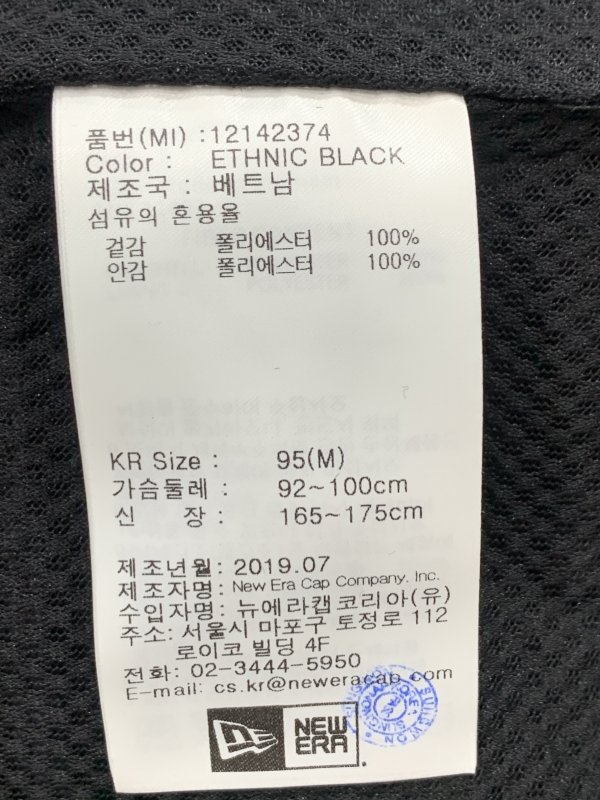 품번(MI) :12142374
Color : ETHNIC BLACK
제조국 : 베트남
섬유의 혼용율
겉감 폴리에스터 100%
안감 폴리에스터 100%
KR Size : 95(M)
가슴둘레 : 92~100cm
신 장 : 165~175cm
제조년월: 2019.07
제조자명: New Era Cap Company, Inc.
수입자명: 뉴에라캡코리아(유)
주소: 서울시 마포구 토정로 112
로이코 빌딩 4F
전화: 02-3444-5950
E-mail: cs.kr@neweracap.com
NEW
ERA